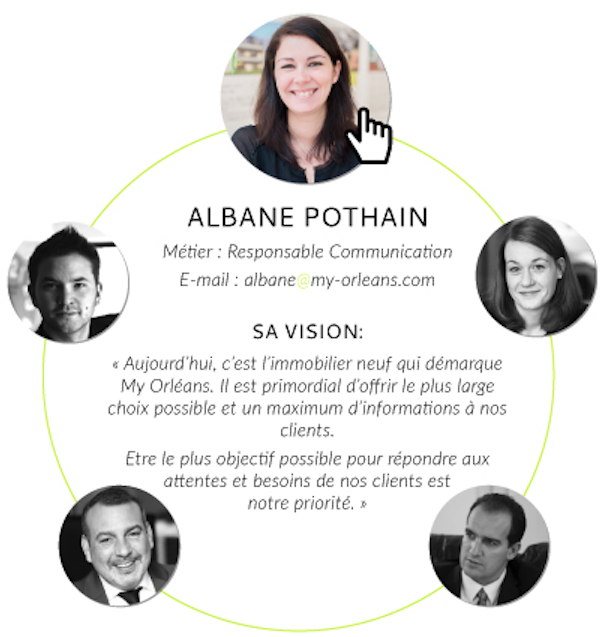 ALBANE POTHAIN
Métier : Responsable Communication
E-mail : albane@my-orleans.com
SA VISION:
« Aujourd'hui, c'est l'immobilier neuf qui démarque
My Orléans. Il est primordial d'offrir le plus large
choix possible et un maximum d'informations à nos
clients.
Etre le plus objectif possible pour répondre aux
attentes et besoins de nos clients est
notre priorité. »